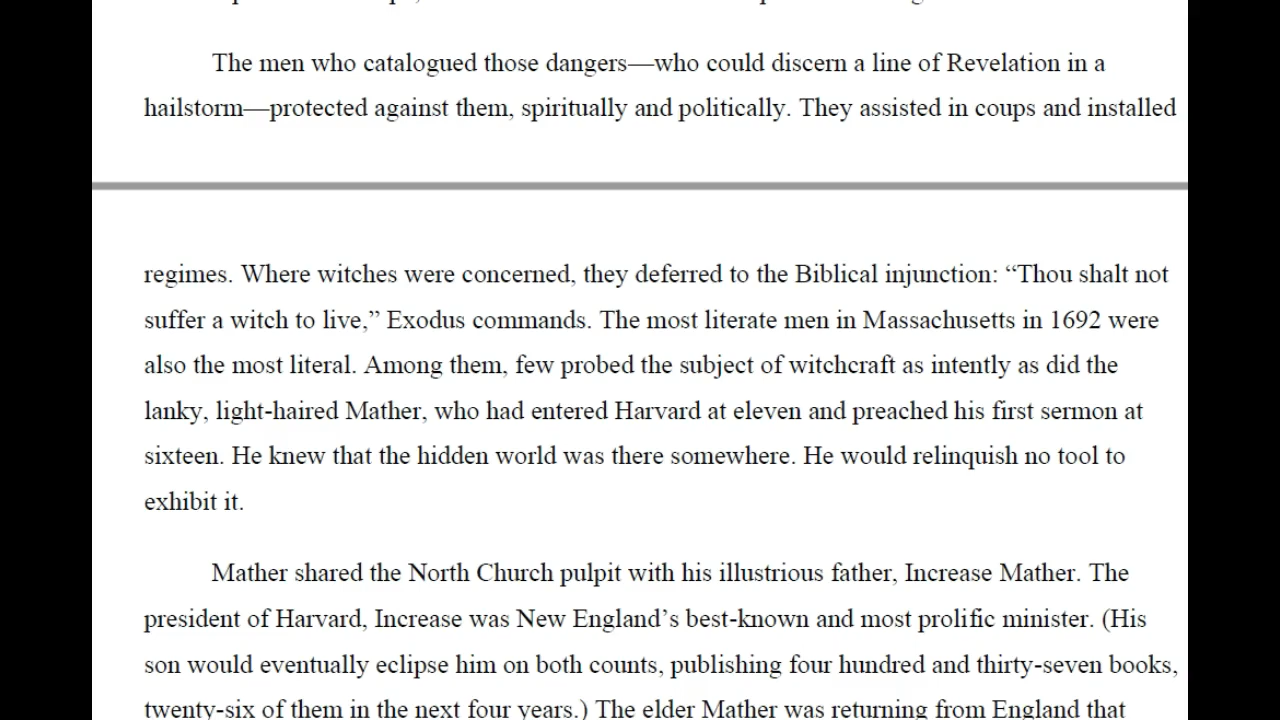 The men who catalogued those dangers—who could discern a line of Revelation in a
hailstorm—protected against them, spiritually and politically. They assisted in coups and installed
regimes. Where witches were concerned, they deferred to the Biblical injunction: “Thou shalt not
suffer a witch to live,” Exodus commands. The most literate men in Massachusetts in 1692 were
also the most literal. Among them, few probed the subject of witchcraft as intently as did the
lanky, light-haired Mather, who had entered Harvard at eleven and preached his first sermon at
sixteen. He knew that the hidden world was there somewhere. He would relinquish no tool to
exhibit it.
Mather shared the North Church pulpit with his illustrious father, Increase Mather. The
president of Harvard, Increase was New England’s best-known and most prolific minister. (His
son would eventually eclipse him on both counts, publishing four hundred and thirty-seven books,
twenty-six of them in the next four years.) The elder Mather was returning from England that